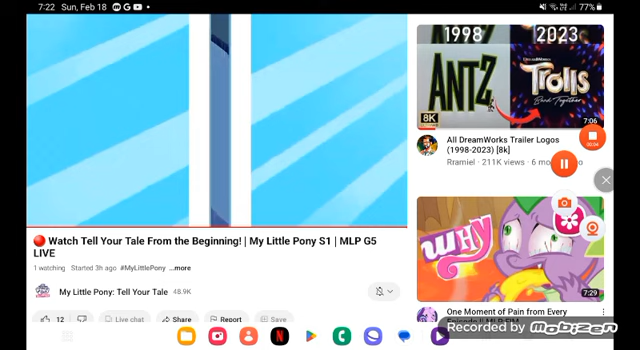 7:22 Sun, Feb 18
77%
1998
2023
ANTZ
Trolls
Band Together
8K
7:06
All DreamWorks Trailer Logos
(1998-2023) [8k]
Rramiel · 211K views · 6 mo
WHY
7:29
One Moment of Pain from Every
🔴 Watch Tell Your Tale From the Beginning! | My Little Pony S1 | MLP G5
LIVE
1 watching Started 3h ago #MyLittlePony ...more
My Little Pony: Tell Your Tale 48.9K
12
Live chat
Share
Report
Save
Recorded by mobizen